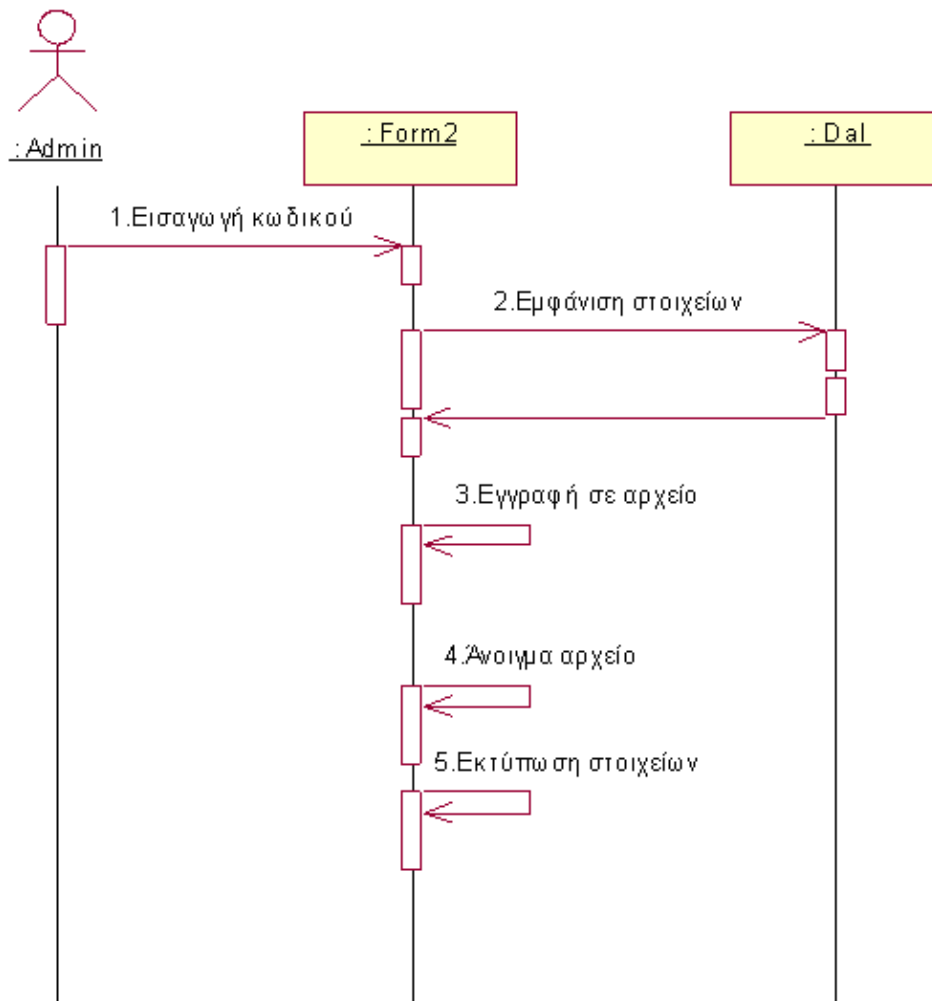 : Admin
: Form2
: Dal
1.Εισαγωγή κωδικού
2.Εμφάνιση στοιχείων
3.Εγγραφή σε αρχείο
4.Άνοιγμα αρχείο
5.Εκτύπωση στοιχείων